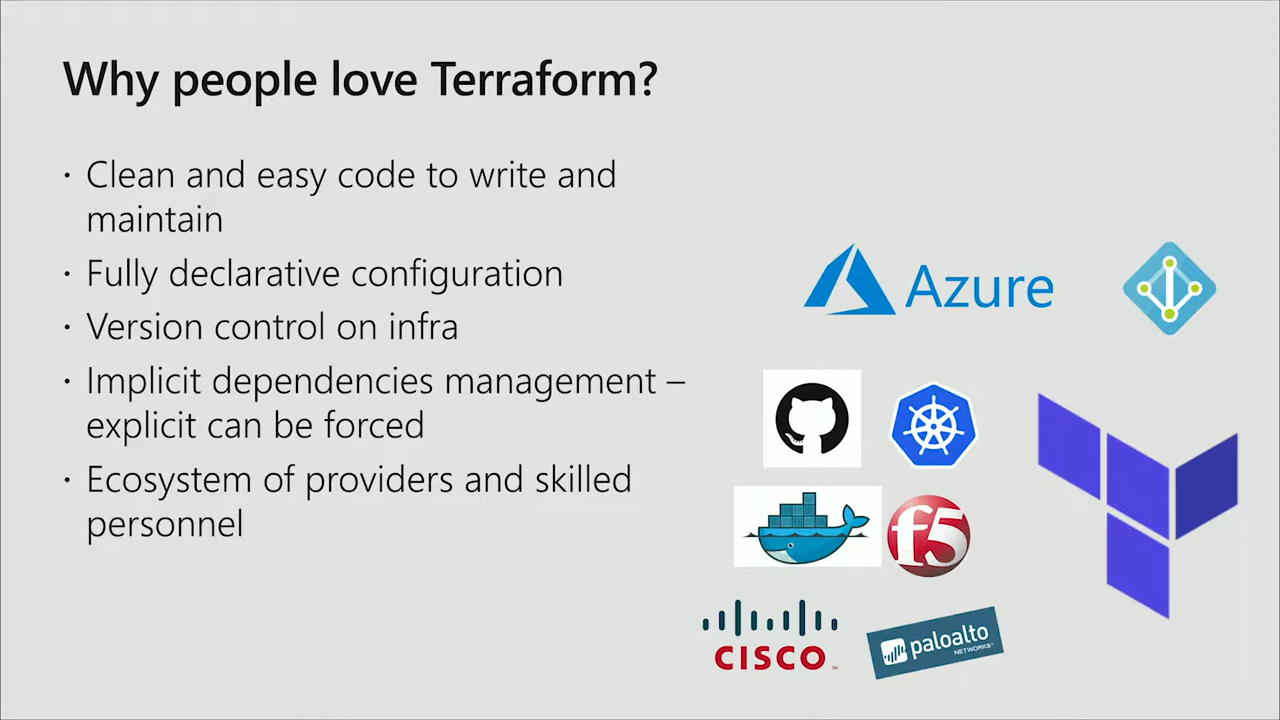 Why people love Terraform?
• Clean and easy code to write and
maintain
• Fully declarative configuration
• Version control on infra
• Implicit dependencies management –
explicit can be forced
• Ecosystem of providers and skilled
personnel
Azure
f5
CISCO
paloalto
NETWORKS